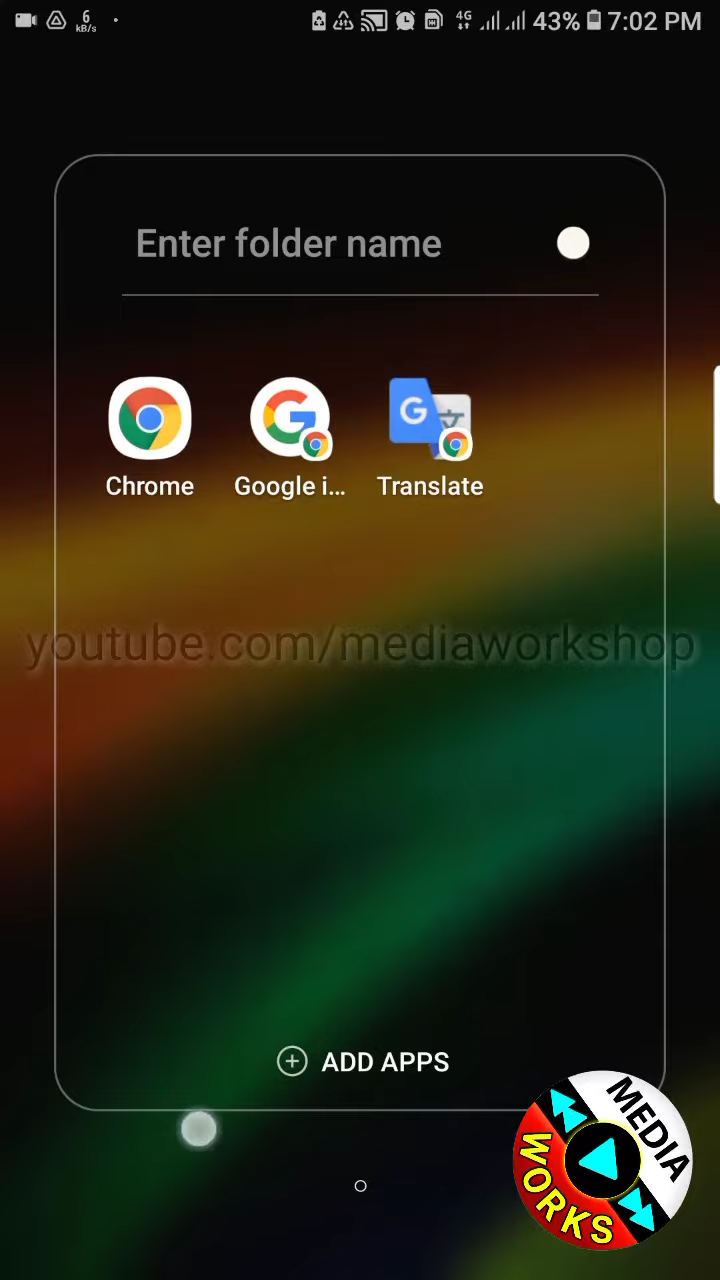 6
kB/s
4G
43%
7:02 PM
Enter folder name
G
Chrome
Google i...
Translate
youtube.com/mediaworkshop
ADD APPS
MEDIA
WORKS